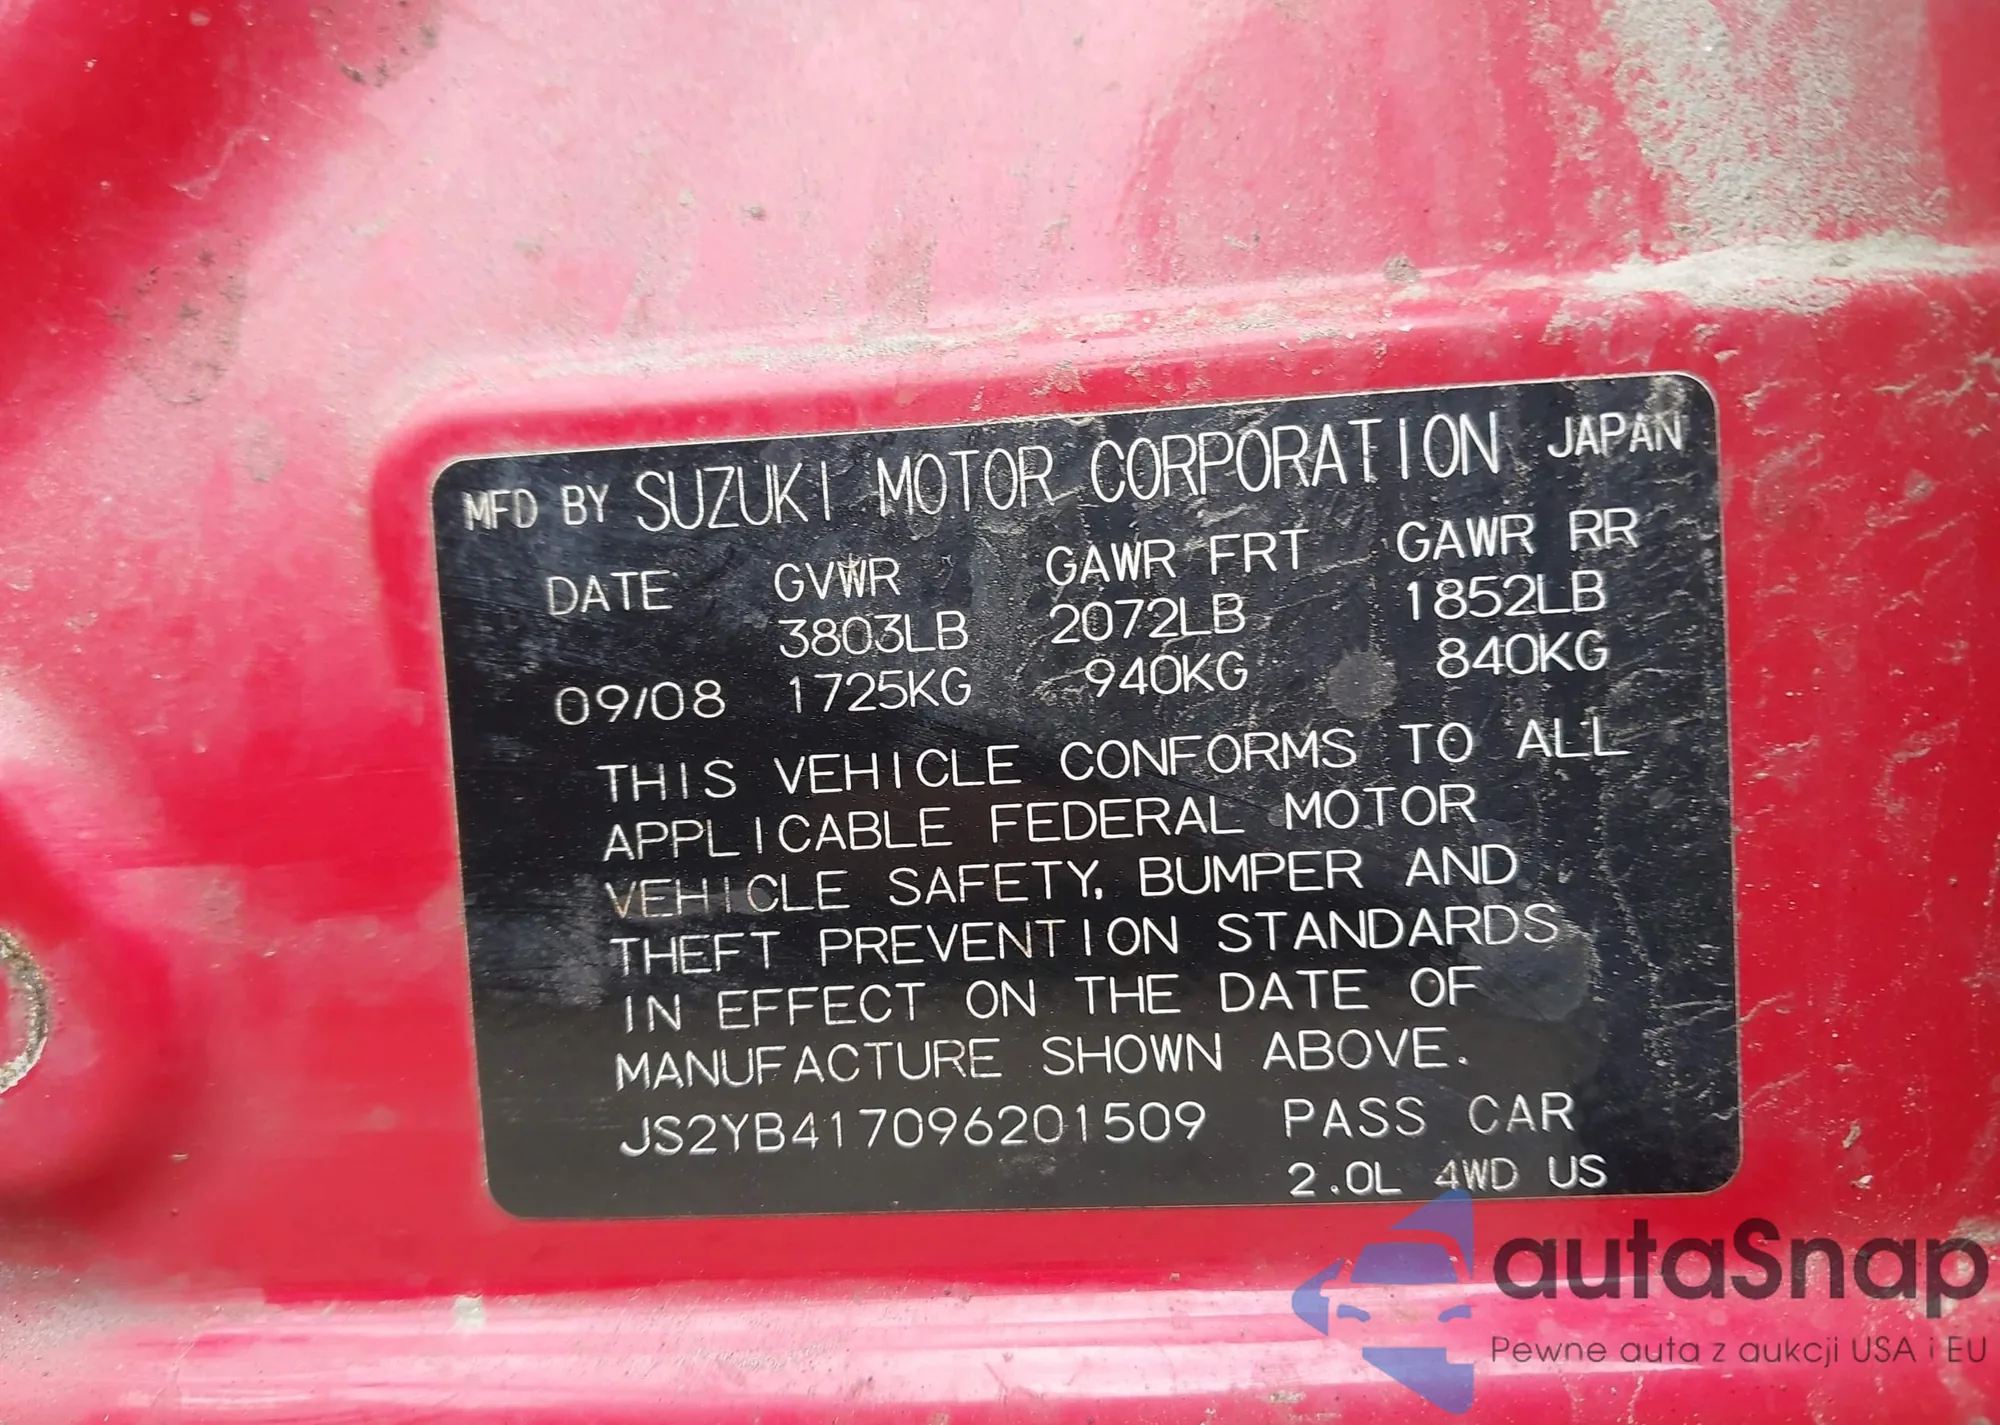 MFD BY SUZUKI MOTOR CORPORATION JAPAN
DATE GVWR GAWR FRT GAWR RR
3803LB 2072LB 1852LB
09/08 1725KG 940KG 840KG
THIS VEHICLE CONFORMS TO ALL
APPLICABLE FEDERAL MOTOR
VEHICLE SAFETY, BUMPER AND
THEFT PREVENTION STANDARDS
IN EFFECT ON THE DATE OF
MANUFACTURE SHOWN ABOVE.
JS2YB417096201509 PASS CAR
2.0L 4WD US
autaSnap
Pewne auta z aukcji USA i EU